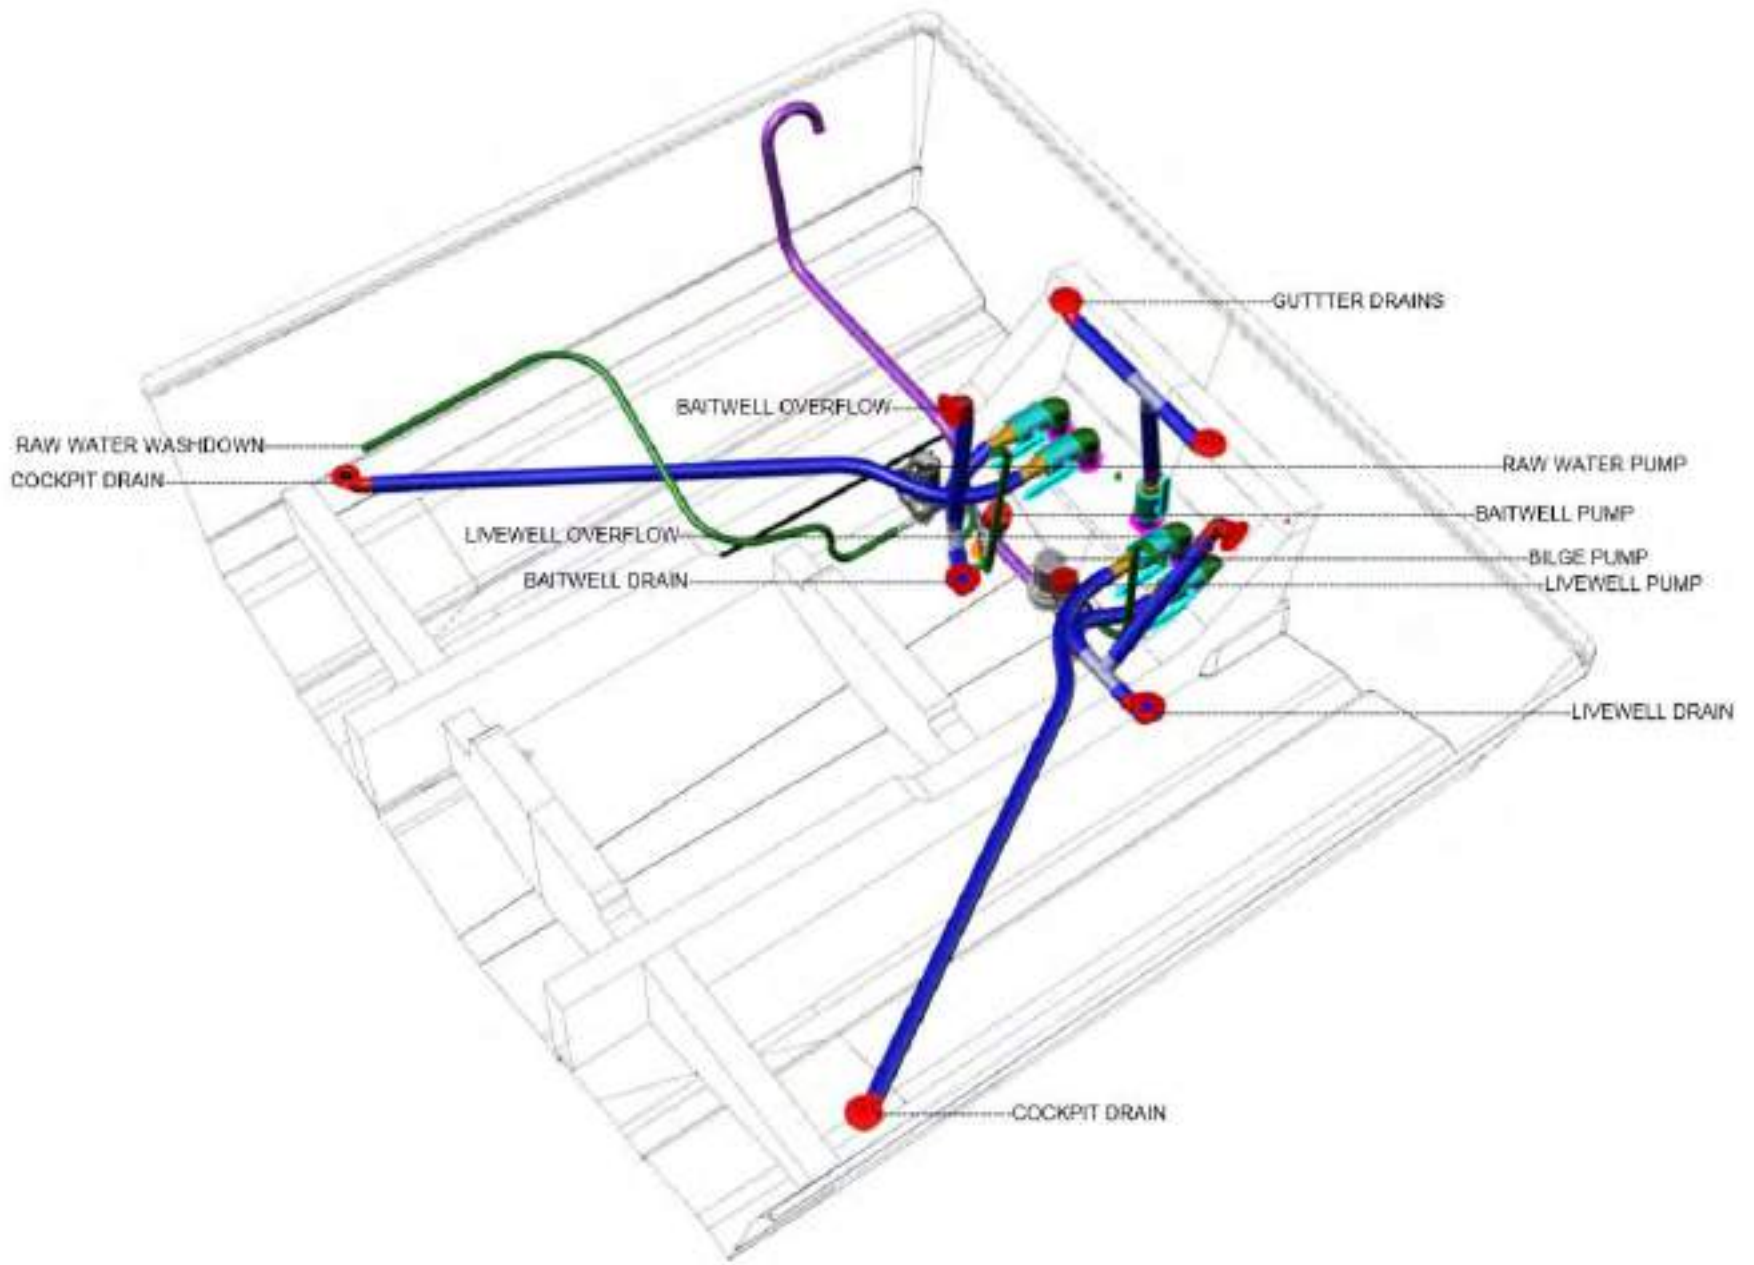 GUTTTER DRAINS
BAITWELL OVERFLOW
RAW WATER WASHDOWN
RAW WATER PUMP
COCKPIT DRAIN
BAITWELL PUMP
LIVEWELL OVERFLOW
BILGE PUMP
BAITWELL DRAIN
LIVEWELL PUMP
LIVEWELL DRAIN
COCKPIT DRAIN